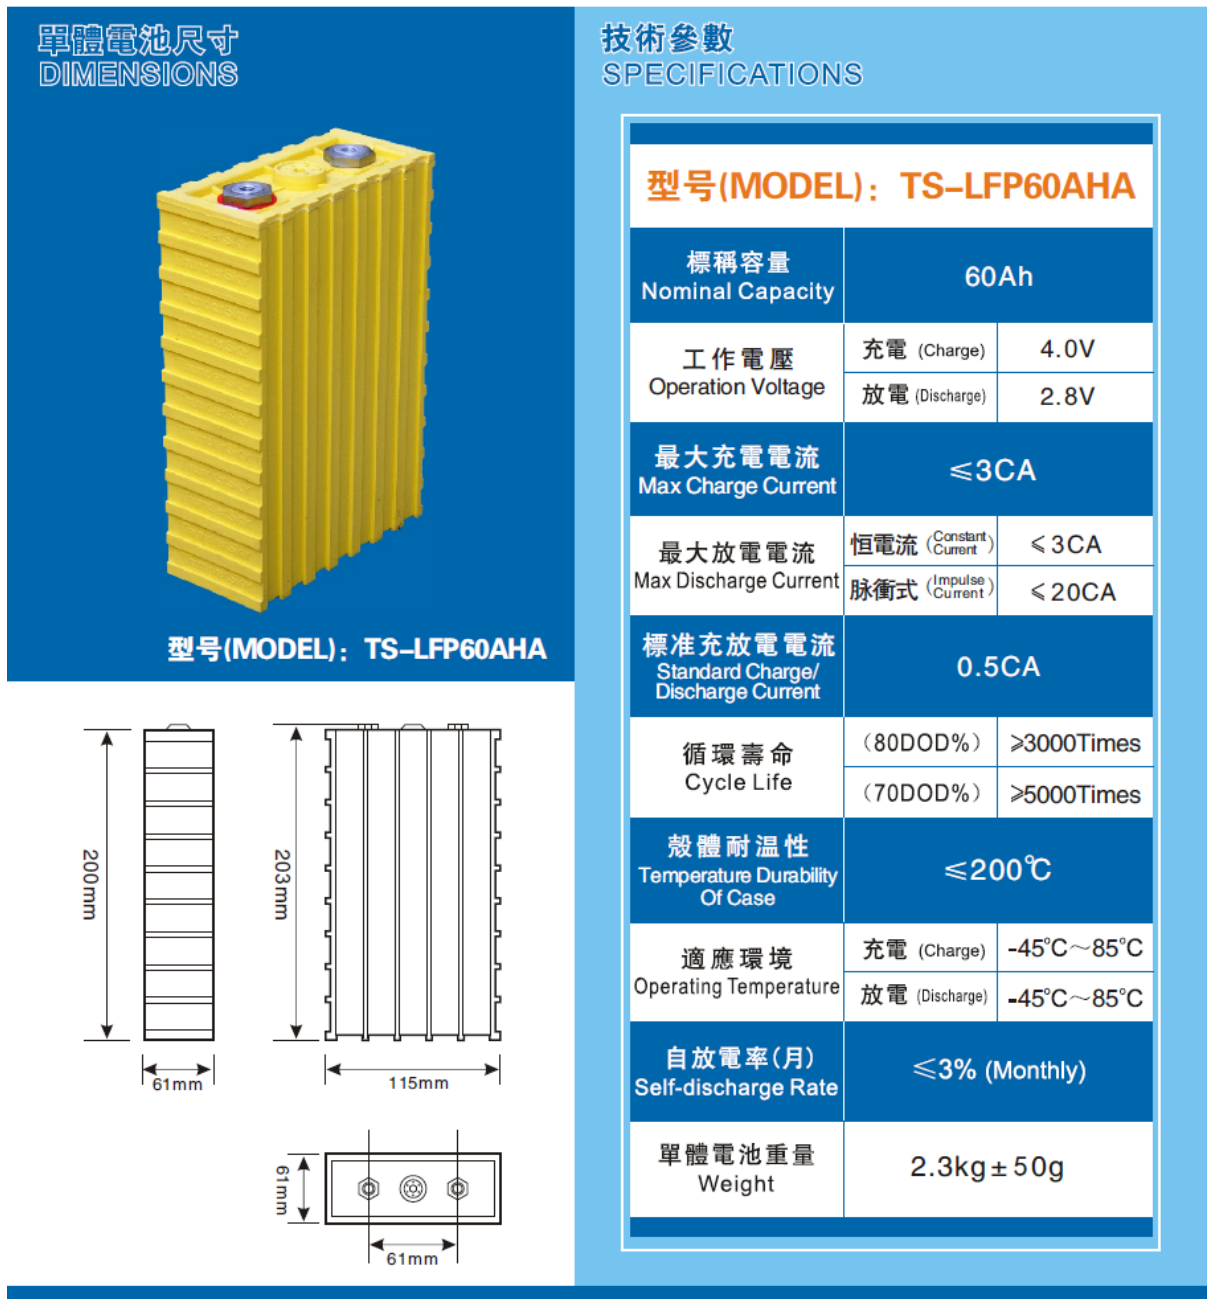 單體電池尺寸
DIMENSIONS
型号(MODEL)：TS-LFP60AHA
200mm
203mm
61mm
115mm
61mm
61mm
技術參數
SPECIFICATIONS
型号(MODEL)：TS-LFP60AHA
標稱容量
Nominal Capacity
60Ah
工作電壓
Operation Voltage
充電 (Charge) 4.0V
放電 (Discharge) 2.8V
最大充電電流
Max Charge Current
≤3CA
最大放電電流
Max Discharge Current
恒電流 (Constant Current) ≤3CA
脉衝式 (Impulse Current) ≤20CA
標准充放電電流
Standard Charge/
Discharge Current
0.5CA
循環壽命
Cycle Life
(80DOD%) ≥3000Times
(70DOD%) ≥5000Times
殼體耐温性
Temperature Durability
Of Case
≤200℃
適應環境
Operating Temperature
充電 (Charge) -45℃～85℃
放電 (Discharge) -45℃～85℃
自放電率(月)
Self-discharge Rate
≤3% (Monthly)
單體電池重量
Weight
2.3kg±50g